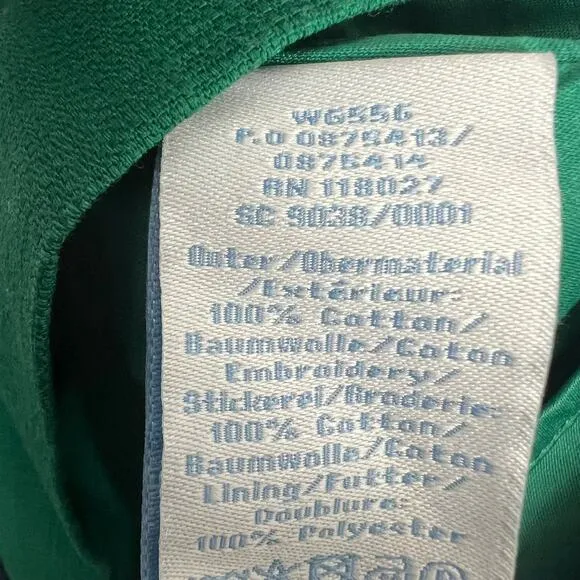 W6556
P.O 0875413/
0875414
RN 118027
SC 9038/0001
Outer/Obermaterial
/Extérieur:
100% Cotton/
Baumwolle/Coton
Embroidery/
Stickerei/Broderie:
100% Cotton/
Baumwolle/Coton
Lining/Futter/
Doublure:
100% Polyester